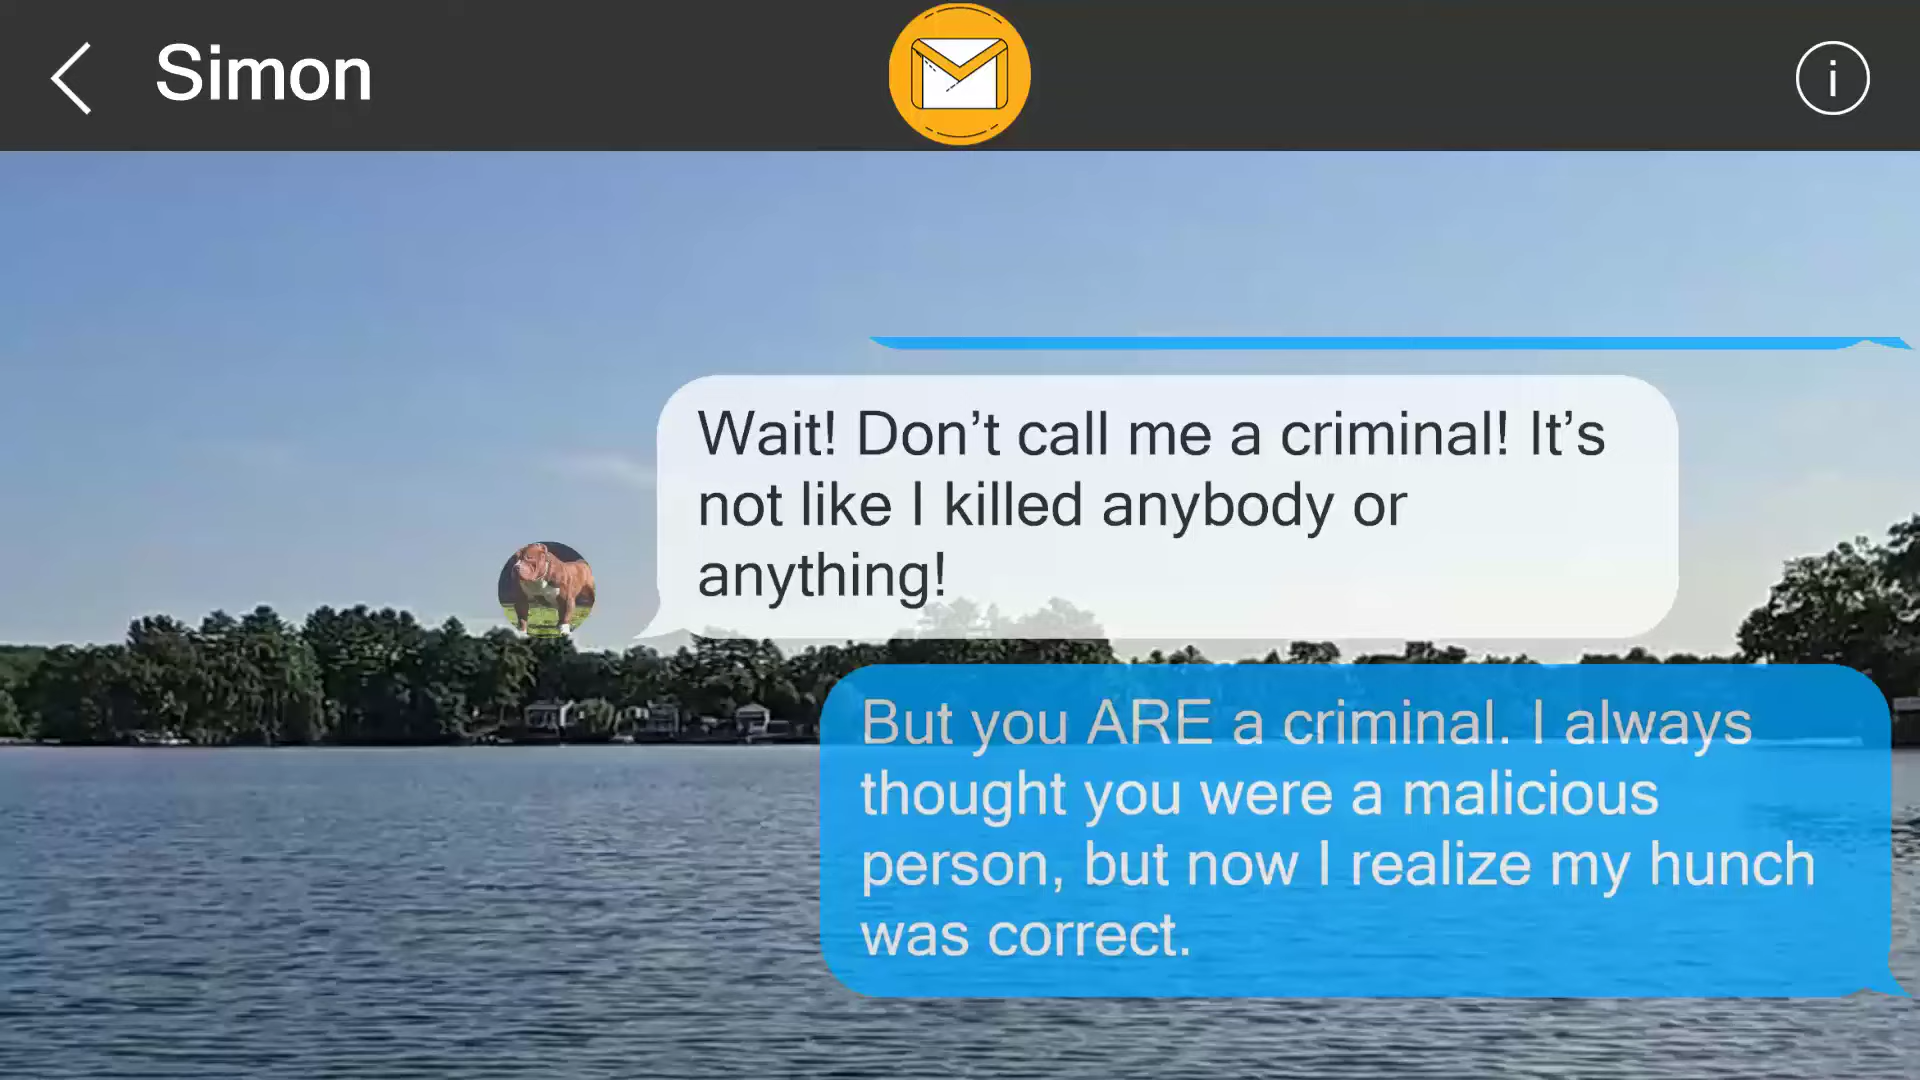 Simon
i
Wait! Don’t call me a criminal! It’s
not like I killed anybody or
anything!
But you ARE a criminal. I always
thought you were a malicious
person, but now I realize my hunch
was correct.